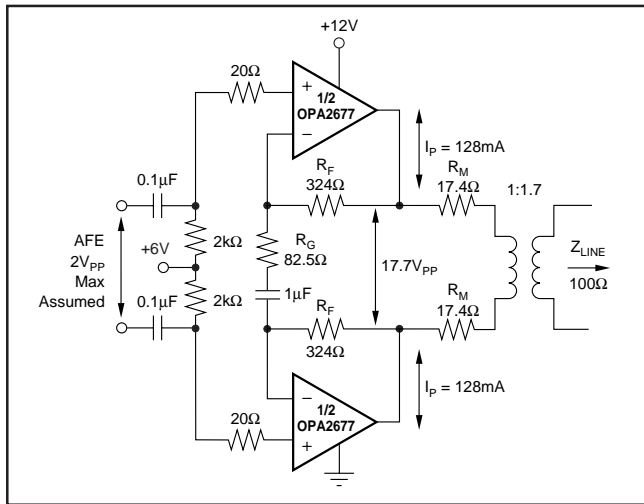 +12V
20Ω
+
1/2
OPA2677
−
I_P = 128mA
R_F
324Ω
R_M
17.4Ω
1:1.7
0.1µF
2kΩ
AFE
2V_PP
Max
Assumed
+6V
R_G
82.5Ω
17.7V_PP
Z_LINE
100Ω
0.1µF
2kΩ
1µF
R_F
324Ω
R_M
17.4Ω
−
1/2
OPA2677
+
20Ω
I_P = 128mA